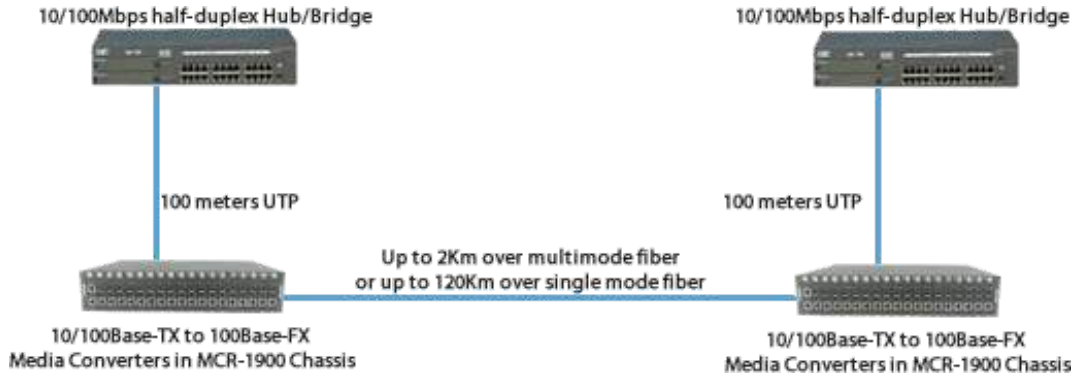 10/100Mbps half-duplex Hub/Bridge
10/100Mbps half-duplex Hub/Bridge
100 meters UTP
100 meters UTP
Up to 2Km over multimode fiber
or up to 120Km over single mode fiber
10/100Base-TX to 100Base-FX
Media Converters in MCR-1900 Chassis
10/100Base-TX to 100Base-FX
Media Converters in MCR-1900 Chassis